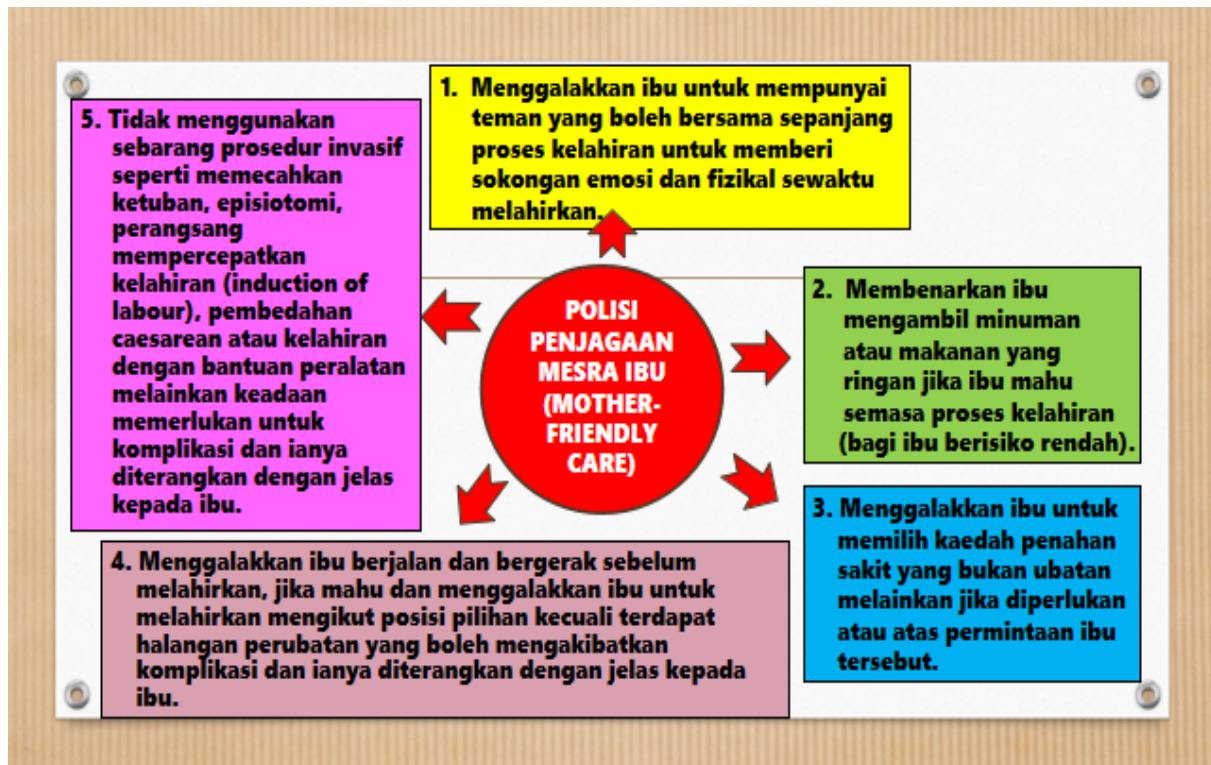 POLISI
PENJAGAAN
MESRA IBU
(MOTHER-
FRIENDLY
CARE)
1. Menggalakkan ibu untuk mempunyai
teman yang boleh bersama sepanjang
proses kelahiran untuk memberi
sokongan emosi dan fizikal sewaktu
melahirkan.
2. Membenarkan ibu
mengambil minuman
atau makanan yang
ringan jika ibu mahu
semasa proses kelahiran
(bagi ibu berisiko rendah).
3. Menggalakkan ibu untuk
memilih kaedah penahan
sakit yang bukan ubatan
melainkan jika diperlukan
atau atas permintaan ibu
tersebut.
4. Menggalakkan ibu berjalan dan bergerak sebelum
melahirkan, jika mahu dan menggalakkan ibu untuk
melahirkan mengikut posisi pilihan kecuali terdapat
halangan perubatan yang boleh mengakibatkan
komplikasi dan ianya diterangkan dengan jelas kepada
ibu.
5. Tidak menggunakan
sebarang prosedur invasif
seperti memecahkan
ketuban, episiotomi,
perangsang
mempercepatkan
kelahiran (induction of
labour), pembedahan
caesarean atau kelahiran
dengan bantuan peralatan
melainkan keadaan
memerlukan untuk
komplikasi dan ianya
diterangkan dengan jelas
kepada ibu.